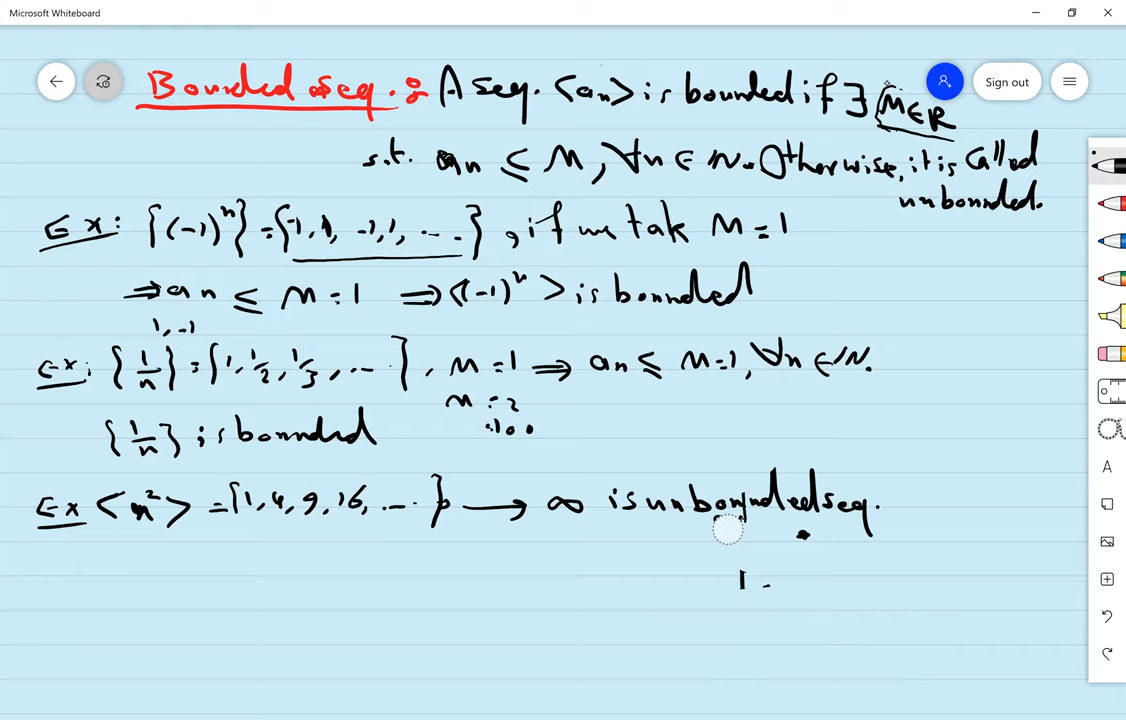 Microsoft Whiteboard
Sign out
Bounded seq. : A seq. <an> is bounded if ∃ M∈R
s.t. an ≤ M, ∀n ∈ N. Otherwise, it is called
unbounded.
Ex: {(-1)^n} = {-1, 1, -1, 1, ....}, if we take M = 1
⇒ an ≤ M = 1 ⇒ <(-1)^n> is bounded
1, -1
Ex: {1/n} = {1, 1/2, 1/3, ...}, M = 1 ⇒ an ≤ M=1, ∀n ∈ N.
M = 2
= 100
{1/n} is bounded
Ex <n²> = {1, 4, 9, 16, ....} → ∞ is unbounded seq.
A